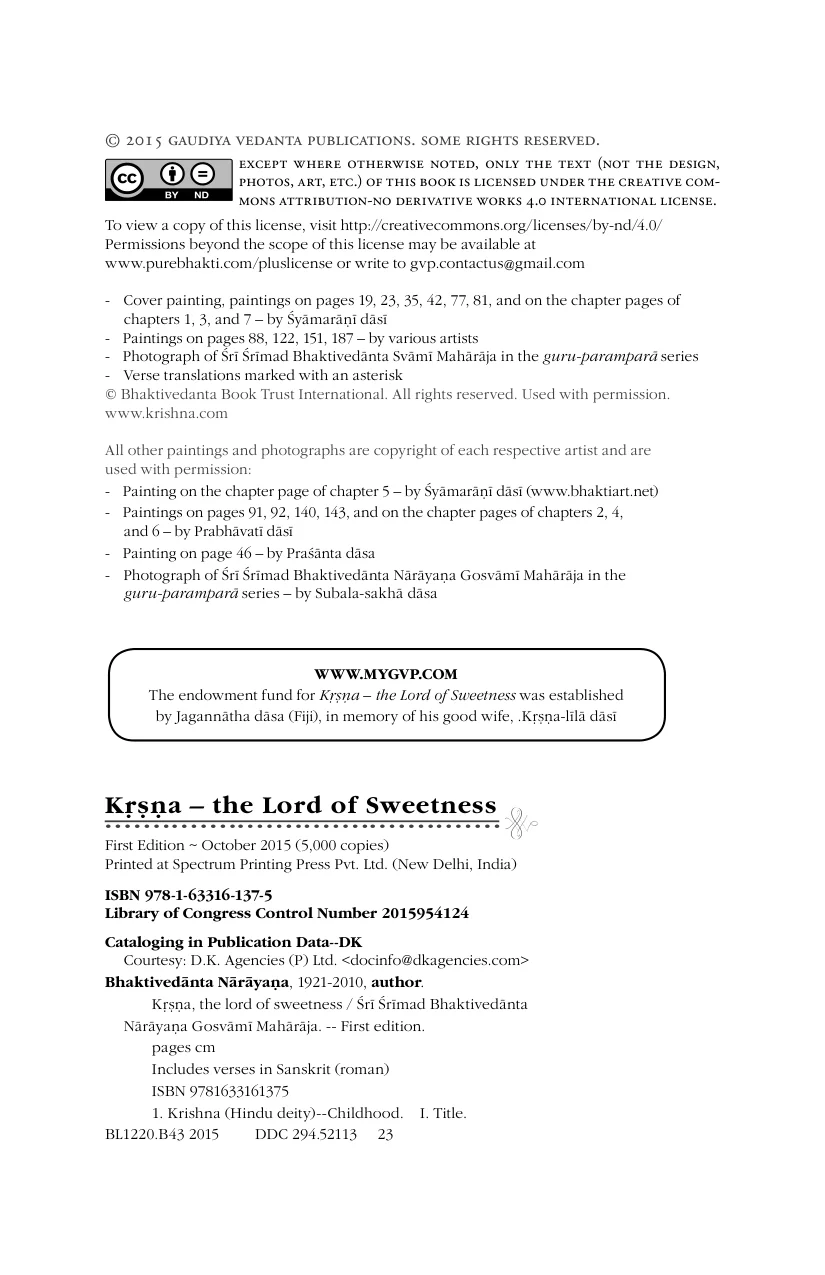 © 2015 GAUDIYA VEDANTA PUBLICATIONS. SOME RIGHTS RESERVED.
cc BY ND
EXCEPT WHERE OTHERWISE NOTED, ONLY THE TEXT (NOT THE DESIGN,
PHOTOS, ART, ETC.) OF THIS BOOK IS LICENSED UNDER THE CREATIVE COM-
MONS ATTRIBUTION-NO DERIVATIVE WORKS 4.0 INTERNATIONAL LICENSE.
To view a copy of this license, visit http://creativecommons.org/licenses/by-nd/4.0/
Permissions beyond the scope of this license may be available at
www.purebhakti.com/pluslicense or write to gvp.contactus@gmail.com
- Cover painting, paintings on pages 19, 23, 35, 42, 77, 81, and on the chapter pages of
chapters 1, 3, and 7 – by Śyāmarāṇī dāsī
- Paintings on pages 88, 122, 151, 187 – by various artists
- Photograph of Śrī Śrīmad Bhaktivedānta Svāmī Mahārāja in the guru-paramparā series
- Verse translations marked with an asterisk
© Bhaktivedanta Book Trust International. All rights reserved. Used with permission.
www.krishna.com
All other paintings and photographs are copyright of each respective artist and are
used with permission:
- Painting on the chapter page of chapter 5 – by Śyāmarāṇī dāsī (www.bhaktiart.net)
- Paintings on pages 91, 92, 140, 143, and on the chapter pages of chapters 2, 4,
and 6 – by Prabhāvatī dāsī
- Painting on page 46 – by Praśānta dāsa
- Photograph of Śrī Śrīmad Bhaktivedānta Nārāyaṇa Gosvāmī Mahārāja in the
guru-paramparā series – by Subala-sakhā dāsa
WWW.MYGVP.COM
The endowment fund for Kṛṣṇa – the Lord of Sweetness was established
by Jagannātha dāsa (Fiji), in memory of his good wife, .Kṛṣṇa-līlā dāsī
Kṛṣṇa – the Lord of Sweetness
First Edition ~ October 2015 (5,000 copies)
Printed at Spectrum Printing Press Pvt. Ltd. (New Delhi, India)
ISBN 978-1-63316-137-5
Library of Congress Control Number 2015954124
Cataloging in Publication Data--DK
Courtesy: D.K. Agencies (P) Ltd. <docinfo@dkagencies.com>
Bhaktivedānta Nārāyaṇa, 1921-2010, author.
Kṛṣṇa, the lord of sweetness / Śrī Śrīmad Bhaktivedānta
Nārāyaṇa Gosvāmī Mahārāja. -- First edition.
pages cm
Includes verses in Sanskrit (roman)
ISBN 9781633161375
1. Krishna (Hindu deity)--Childhood. I. Title.
BL1220.B43 2015 DDC 294.52113 23